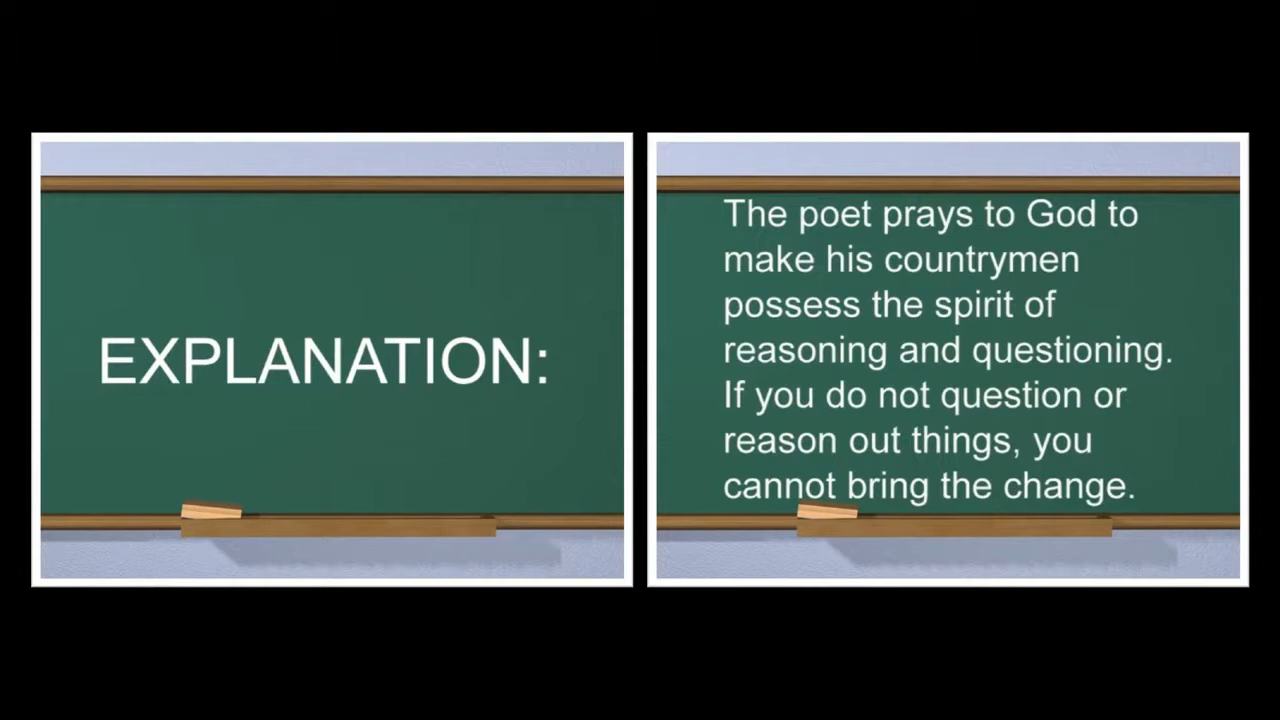 EXPLANATION:
The poet prays to God to
make his countrymen
possess the spirit of
reasoning and questioning.
If you do not question or
reason out things, you
cannot bring the change.